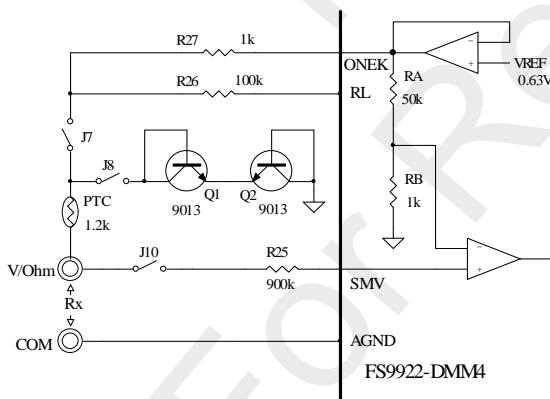 R27
1k
ONEK
VREF
0.63V
R26
100k
RL
RA
50k
J7
J8
Q1
Q2
9013
9013
PTC
1.2k
RB
1k
V/Ohm
J10
R25
900k
SMV
Rx
COM
AGND
FS9922-DMM4